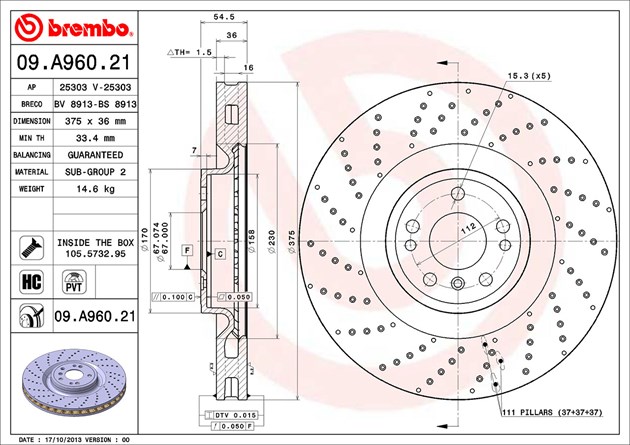 brembo
09.A960.21
AP 25303 V-25303
BRECO BV 8913-BS 8913
DIMENSION 375 x 36 mm
MIN TH 33.4 mm
BALANCING GUARANTEED
MATERIAL SUB-GROUP 2
WEIGHT 14.6 kg
INSIDE THE BOX
105.5732.95
HC
PVT
09.A960.21
DATE : 17/10/2013 VERSION : 00
54.5
36
△TH= 1.5
16
7
Ø170
67.074
67.000
F
C
Ø158
Ø230
Ø375
// 0.100 C
0.050
DTV 0.015
0.050 F
15.3 (x5)
112
111 PILLARS (37+37+37)